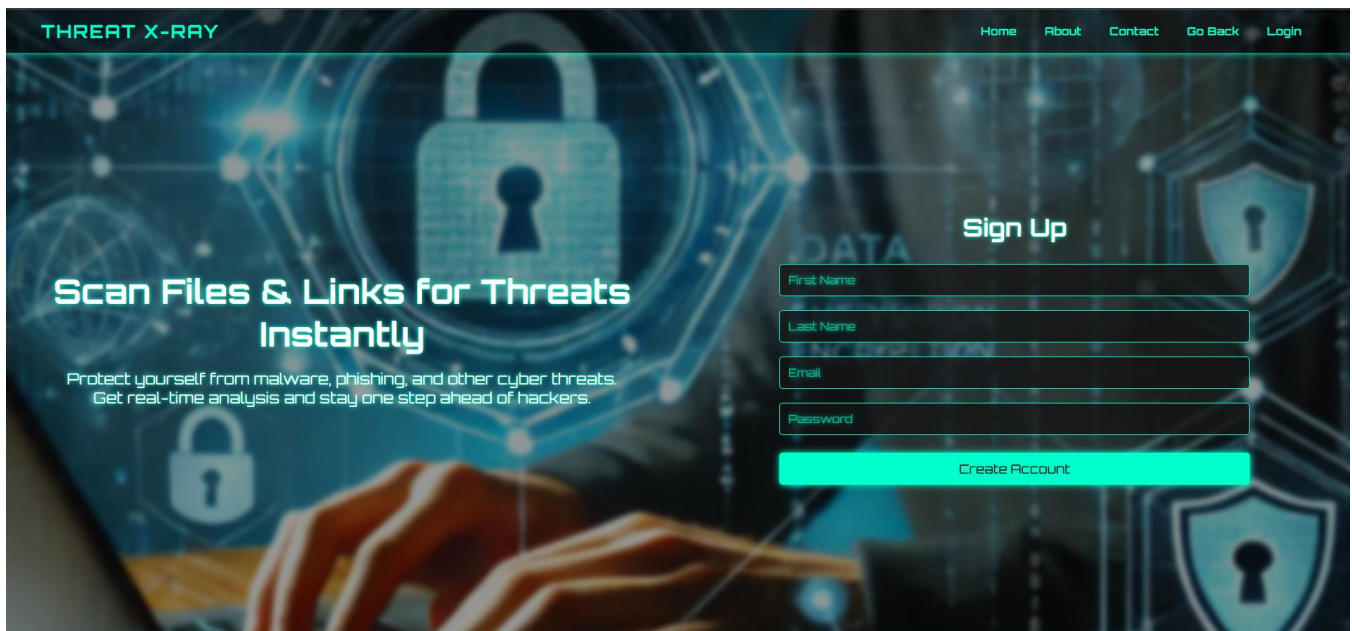 THREAT X-RAY
Home About Contact Go Back Login
Scan Files & Links for Threats
Instantly
Protect yourself from malware, phishing, and other cyber threats.
Get real-time analysis and stay one step ahead of hackers.
Sign Up
First Name
Last Name
Email
Password
Create Account
DATA
ENCRYPTION